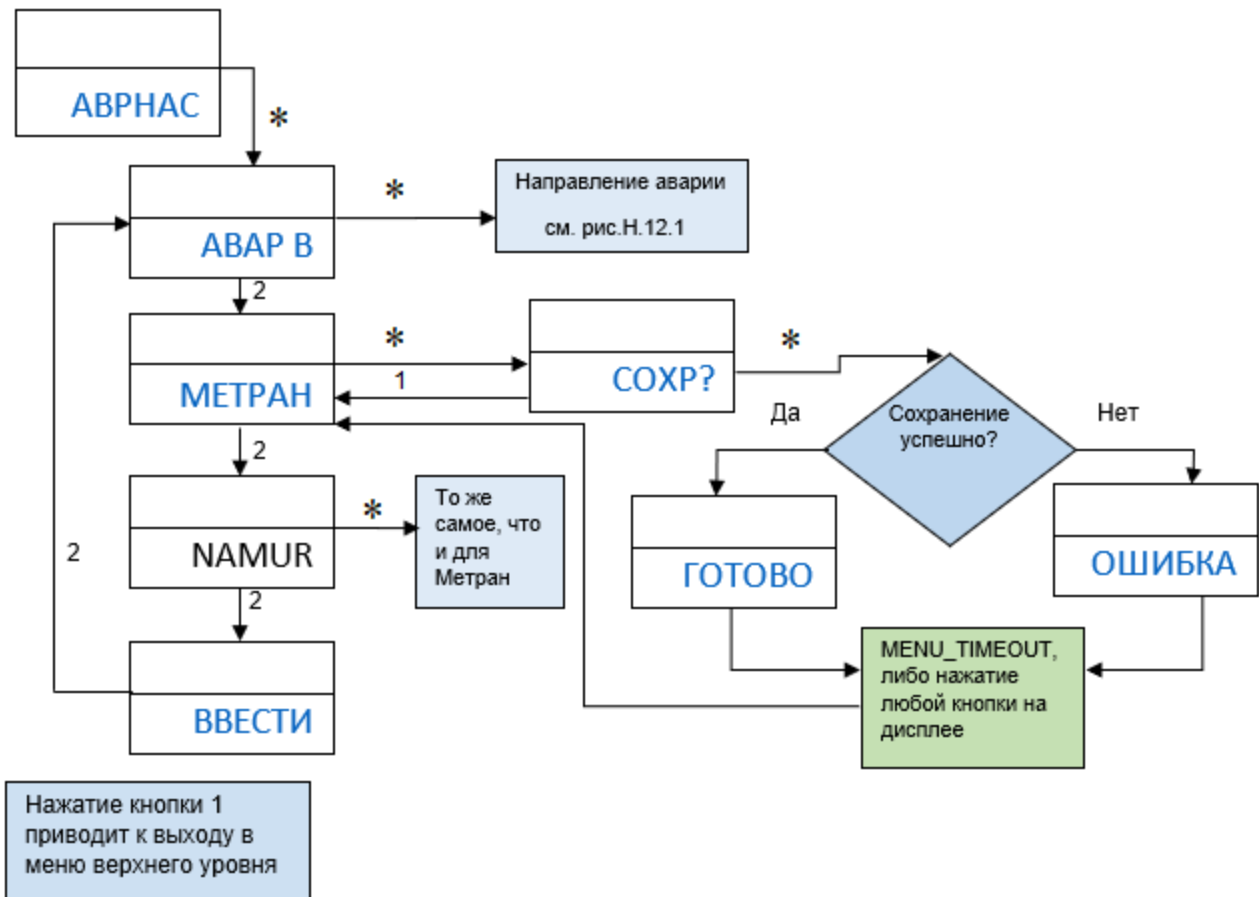 АВРНАС
*
АВАР В
*
Направление аварии
см. рис.Н.12.1
2
МЕТРАН
*
1
СОХР?
*
Сохранение
успешно?
Да
Нет
2
NAMUR
*
То же
самое, что
и для
Метран
ГОТОВО
ОШИБКА
2
2
ВВЕСТИ
MENU_TIMEOUT,
либо нажатие
любой кнопки на
дисплее
Нажатие кнопки 1
приводит к выходу в
меню верхнего уровня